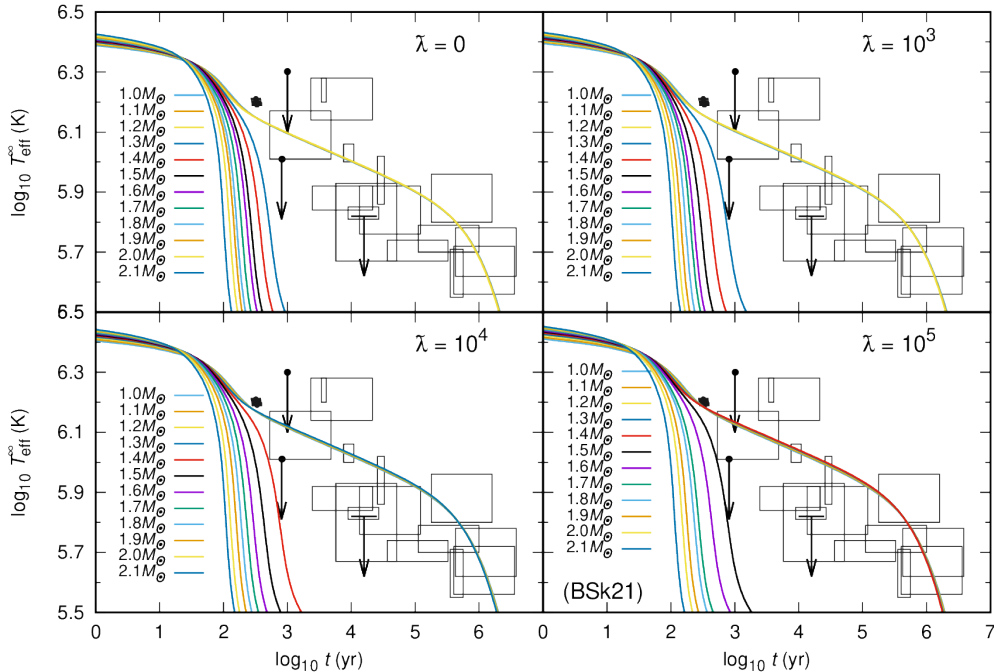 log₁₀ T∞eff (K)
6.5
6.3
6.1
5.9
5.7
λ̃ = 0
1.0M⊙
1.1M⊙
1.2M⊙
1.3M⊙
1.4M⊙
1.5M⊙
1.6M⊙
1.7M⊙
1.8M⊙
1.9M⊙
2.0M⊙
2.1M⊙
λ̃ = 10³
1.0M⊙
1.1M⊙
1.2M⊙
1.3M⊙
1.4M⊙
1.5M⊙
1.6M⊙
1.7M⊙
1.8M⊙
1.9M⊙
2.0M⊙
2.1M⊙
log₁₀ T∞eff (K)
6.5
6.3
6.1
5.9
5.7
5.5
λ̃ = 10⁴
1.0M⊙
1.1M⊙
1.2M⊙
1.3M⊙
1.4M⊙
1.5M⊙
1.6M⊙
1.7M⊙
1.8M⊙
1.9M⊙
2.0M⊙
2.1M⊙
λ̃ = 10⁵
1.0M⊙
1.1M⊙
1.2M⊙
1.3M⊙
1.4M⊙
1.5M⊙
1.6M⊙
1.7M⊙
1.8M⊙
1.9M⊙
2.0M⊙
2.1M⊙
(BSk21)
0 1 2 3 4 5 6 0 1 2 3 4 5 6 7
log₁₀ t (yr) log₁₀ t (yr)